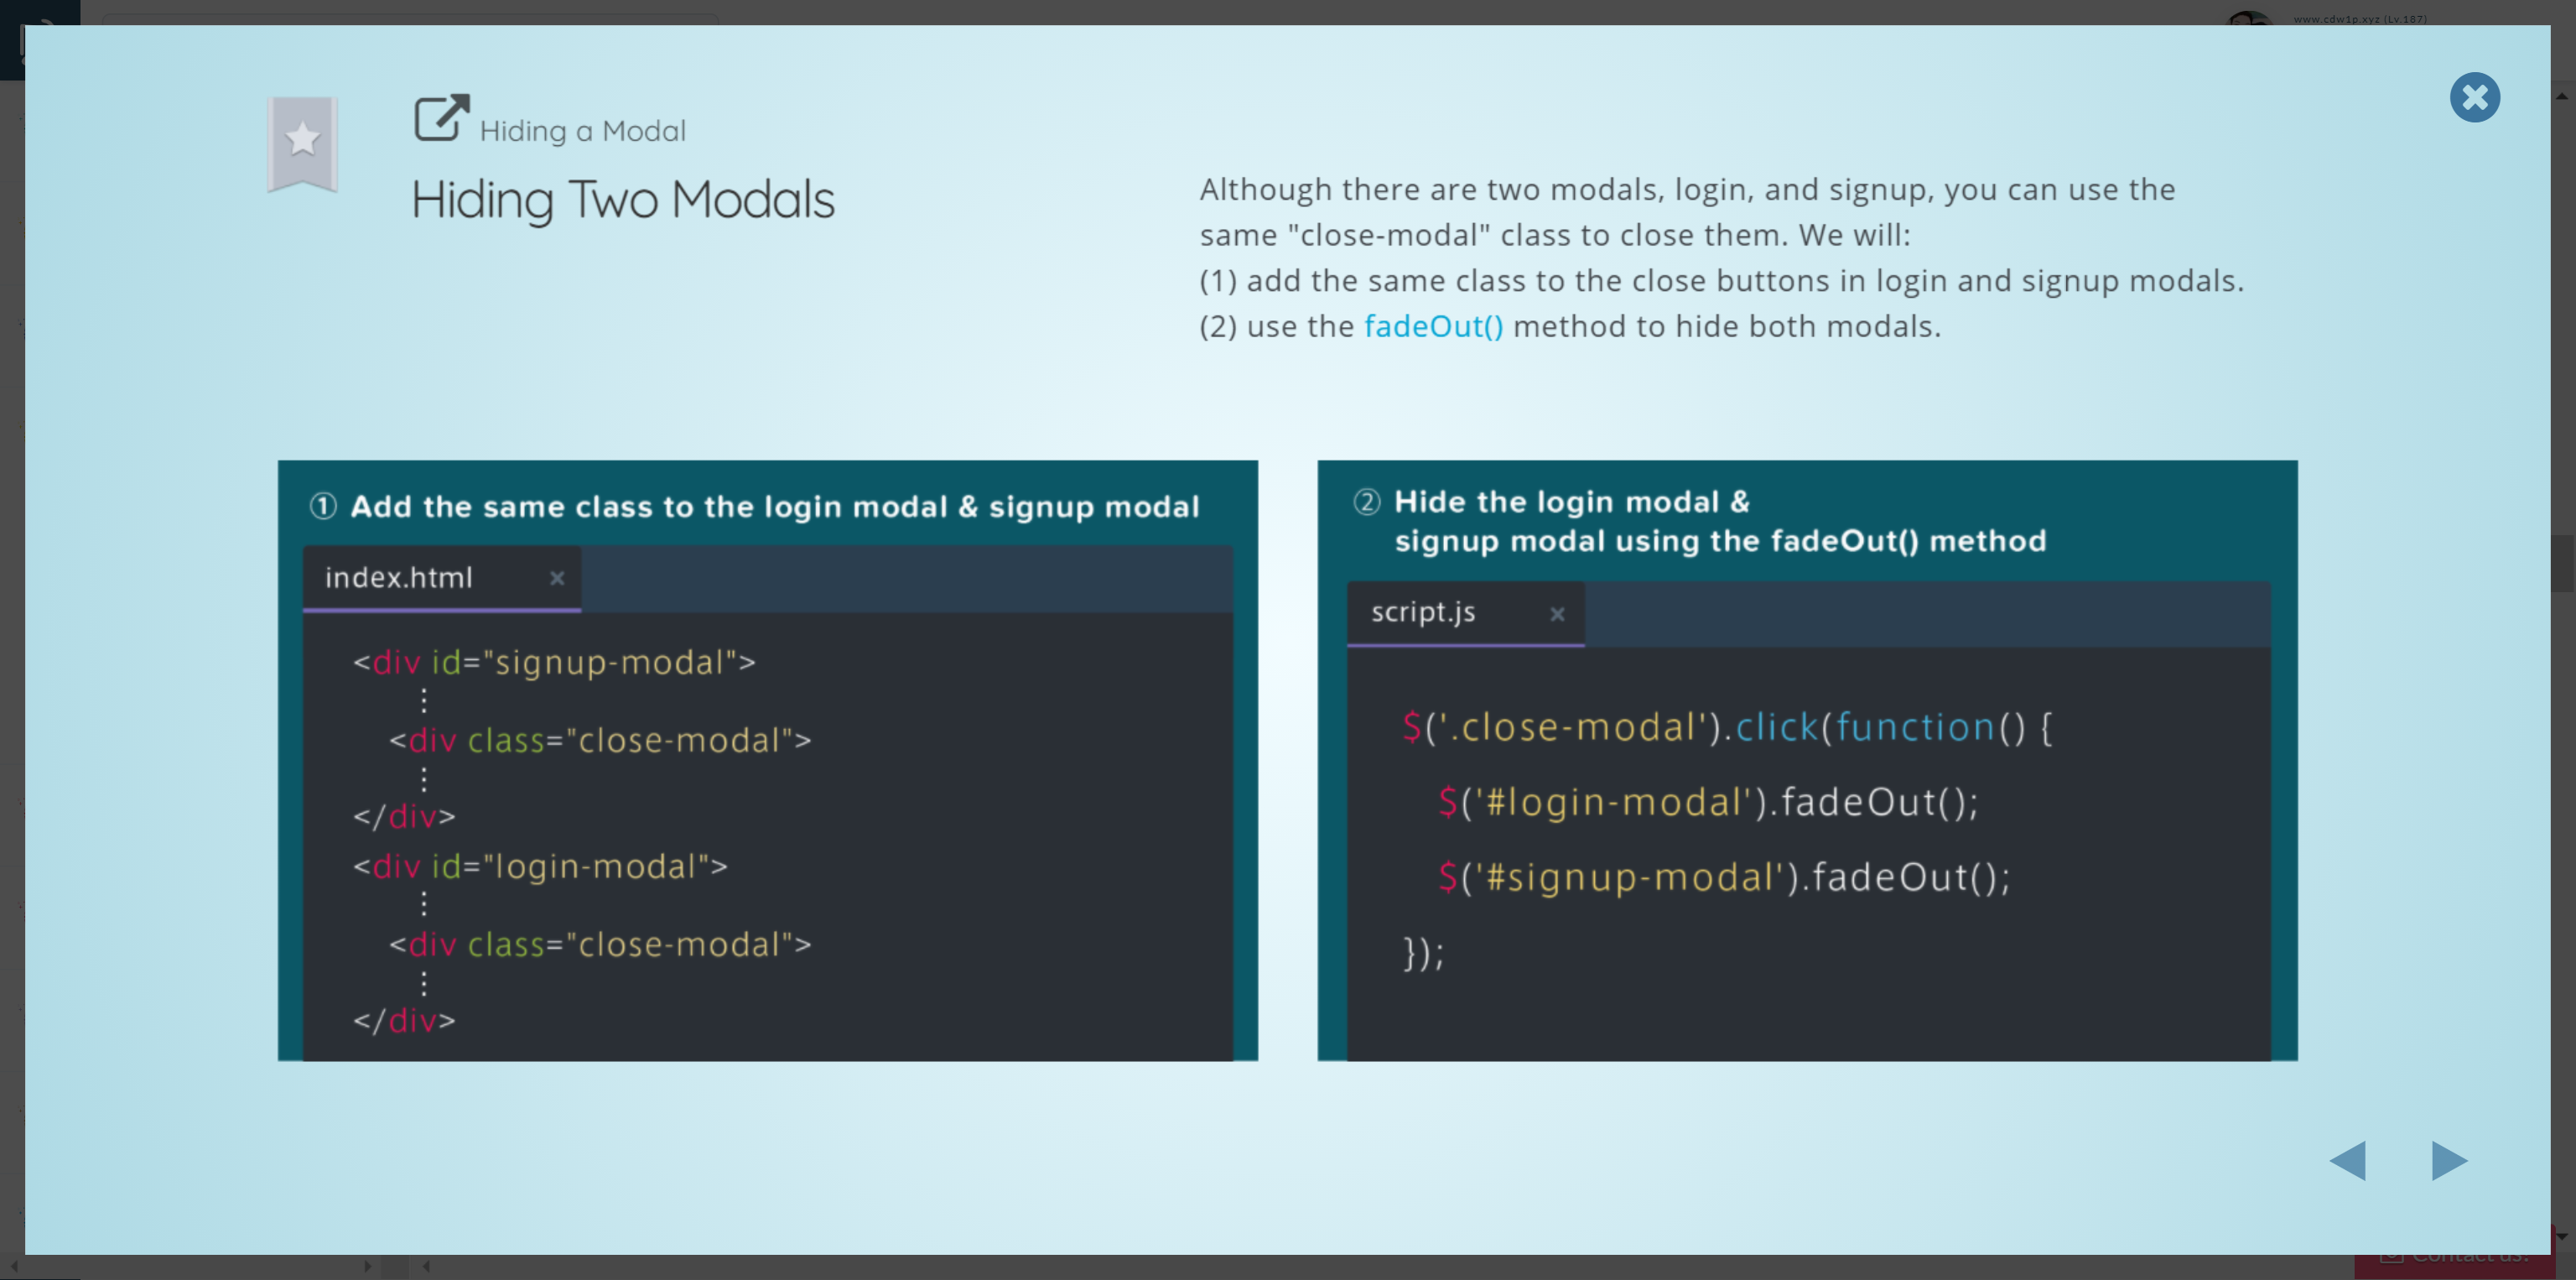 www.cdw1p.xyz (Lv.187)
Hiding a Modal
Hiding Two Modals
Although there are two modals, login, and signup, you can use the
same "close-modal" class to close them. We will:
(1) add the same class to the close buttons in login and signup modals.
(2) use the fadeOut() method to hide both modals.
① Add the same class to the login modal & signup modal
index.html ×
<div id="signup-modal">
⋮
<div class="close-modal">
⋮
</div>
<div id="login-modal">
⋮
<div class="close-modal">
⋮
</div>
② Hide the login modal &
signup modal using the fadeOut() method
script.js ×
$('.close-modal').click(function() {
$('#login-modal').fadeOut();
$('#signup-modal').fadeOut();
});
Contact us!